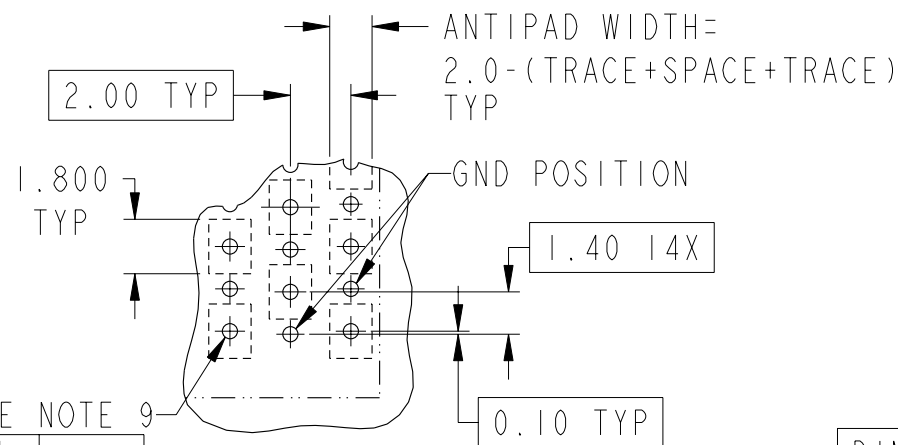 ANTIPAD WIDTH=
2.0-(TRACE+SPACE+TRACE)
TYP
2.00 TYP
1.800
TYP
GND POSITION
1.40 14X
E NOTE 9
0.10 TYP